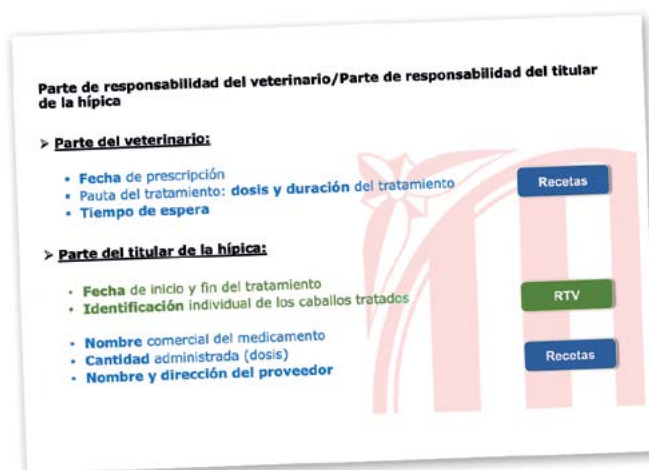 Parte de responsabilidad del veterinario/Parte de responsabilidad del titular
de la hípica
➢ Parte del veterinario:
• Fecha de prescripción
• Pauta del tratamiento: dosis y duración del tratamiento
• Tiempo de espera
Recetas
➢ Parte del titular de la hípica:
• Fecha de inicio y fin del tratamiento
• Identificación individual de los caballos tratados
RTV
• Nombre comercial del medicamento
• Cantidad administrada (dosis)
• Nombre y dirección del proveedor
Recetas